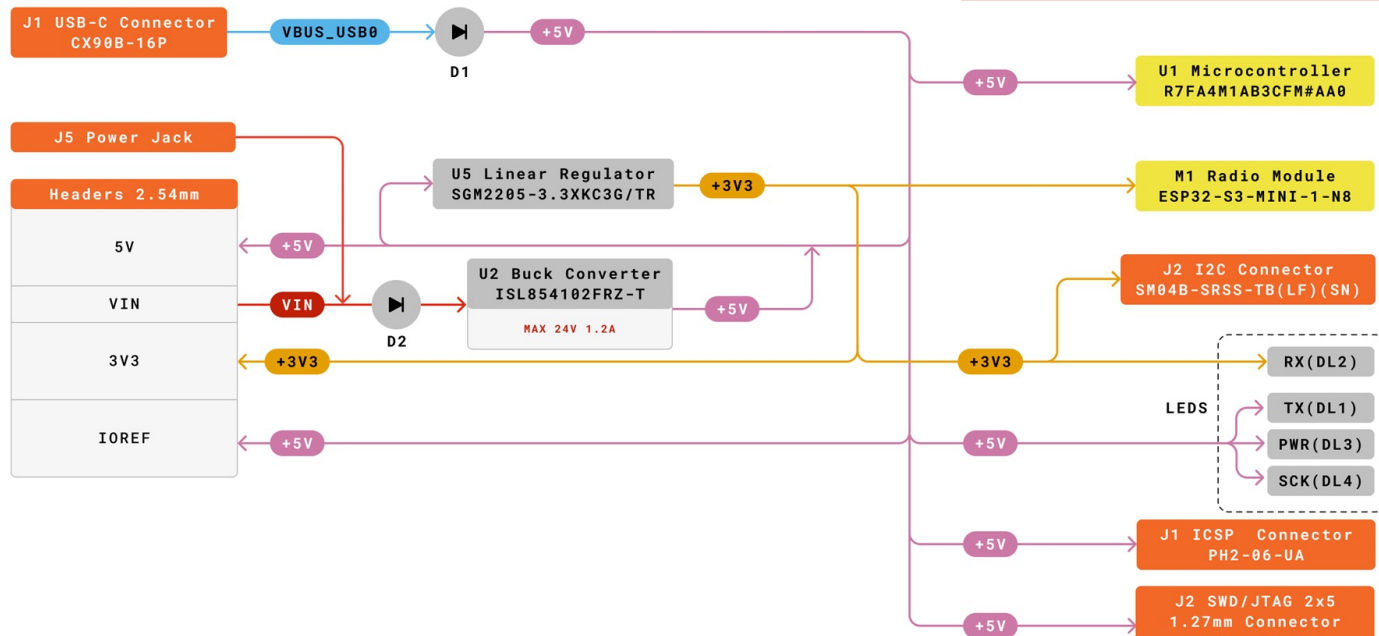 J1 USB-C Connector
CX90B-16P
VBUS_USB0
D1
+5V
+5V
U1 Microcontroller
R7FA4M1AB3CFM#AA0
J5 Power Jack
U5 Linear Regulator
SGM2205-3.3XKC3G/TR
+3V3
M1 Radio Module
ESP32-S3-MINI-1-N8
Headers 2.54mm
5V
+5V
VIN
VIN
D2
U2 Buck Converter
ISL854102FRZ-T
MAX 24V 1.2A
+5V
J2 I2C Connector
SM04B-SRSS-TB(LF)(SN)
3V3
+3V3
+3V3
RX(DL2)
LEDS
TX(DL1)
IOREF
+5V
+5V
PWR(DL3)
SCK(DL4)
+5V
J1 ICSP Connector
PH2-06-UA
+5V
J2 SWD/JTAG 2x5
1.27mm Connector